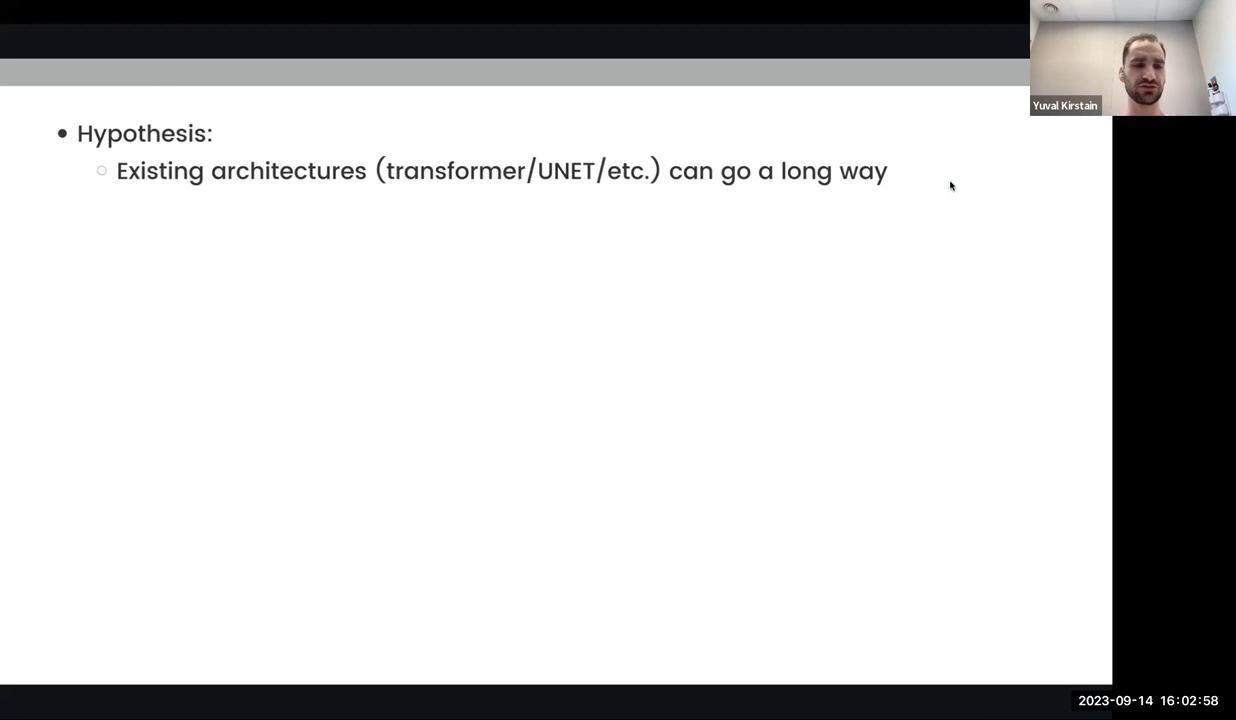 Yuval Kirstain
• Hypothesis:
○ Existing architectures (transformer/UNET/etc.) can go a long way
2023-09-14 16:02:58